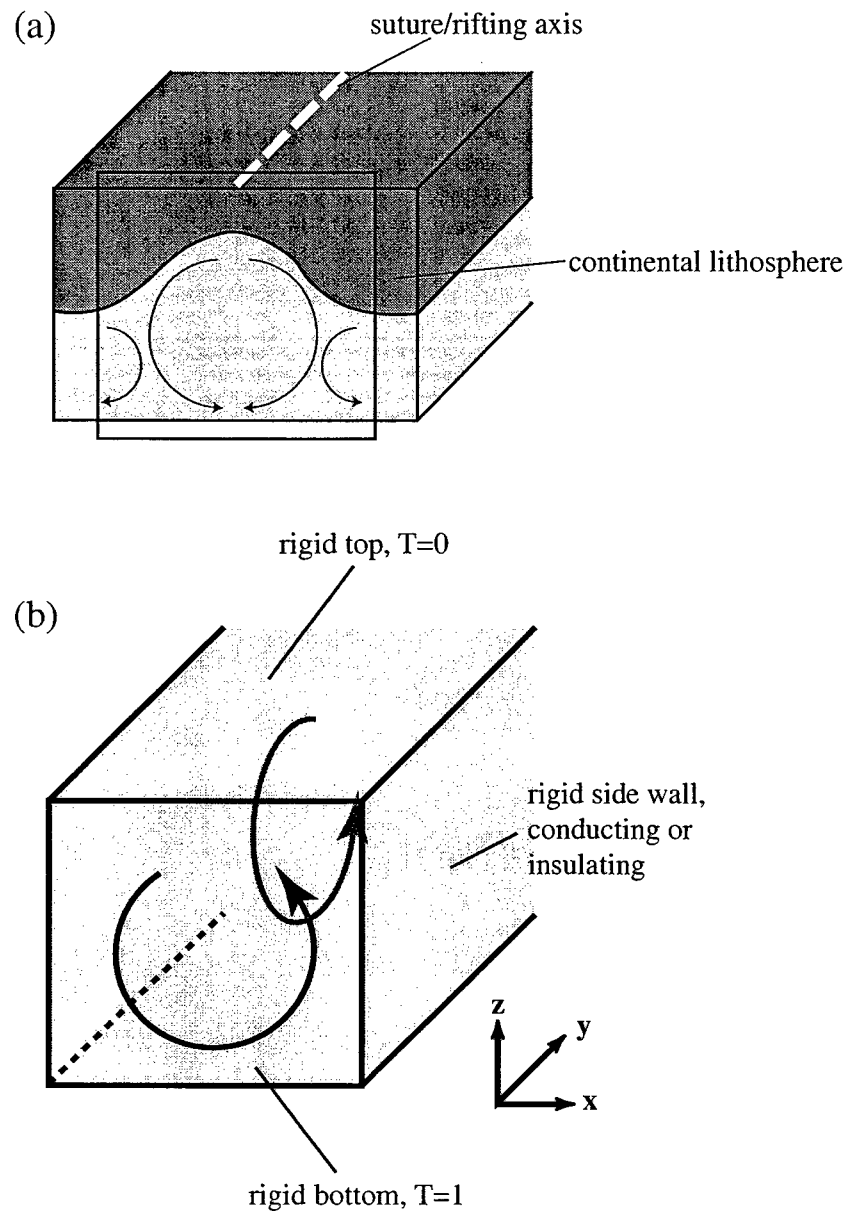 (a)
suture/rifting axis
continental lithosphere
rigid top, T=0
(b)
rigid side wall,
conducting or
insulating
z
y
x
rigid bottom, T=1